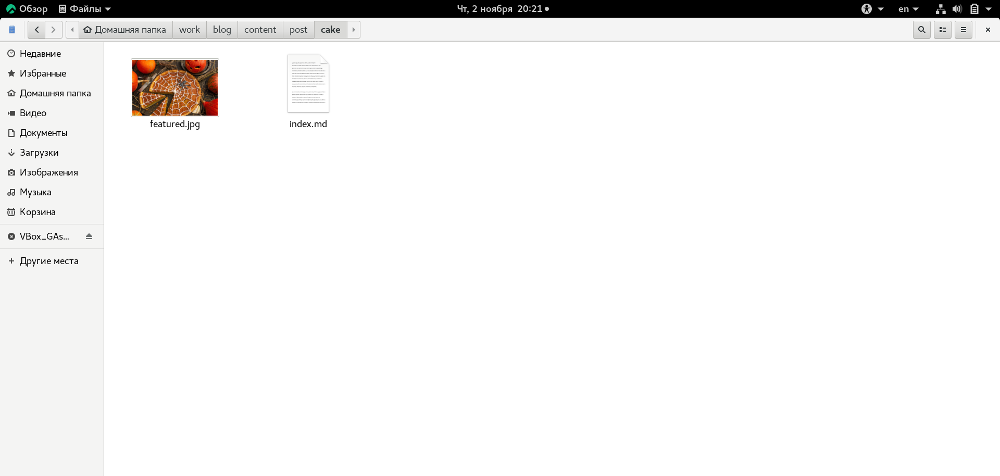 Обзор Файлы Чт, 2 ноября 20:21 en
Домашняя папка work blog content post cake
Недавние
Избранные
Домашняя папка
Видео
Документы
Загрузки
Изображения
Музыка
Корзина
VBox_GAs...
Другие места
featured.jpg index.md